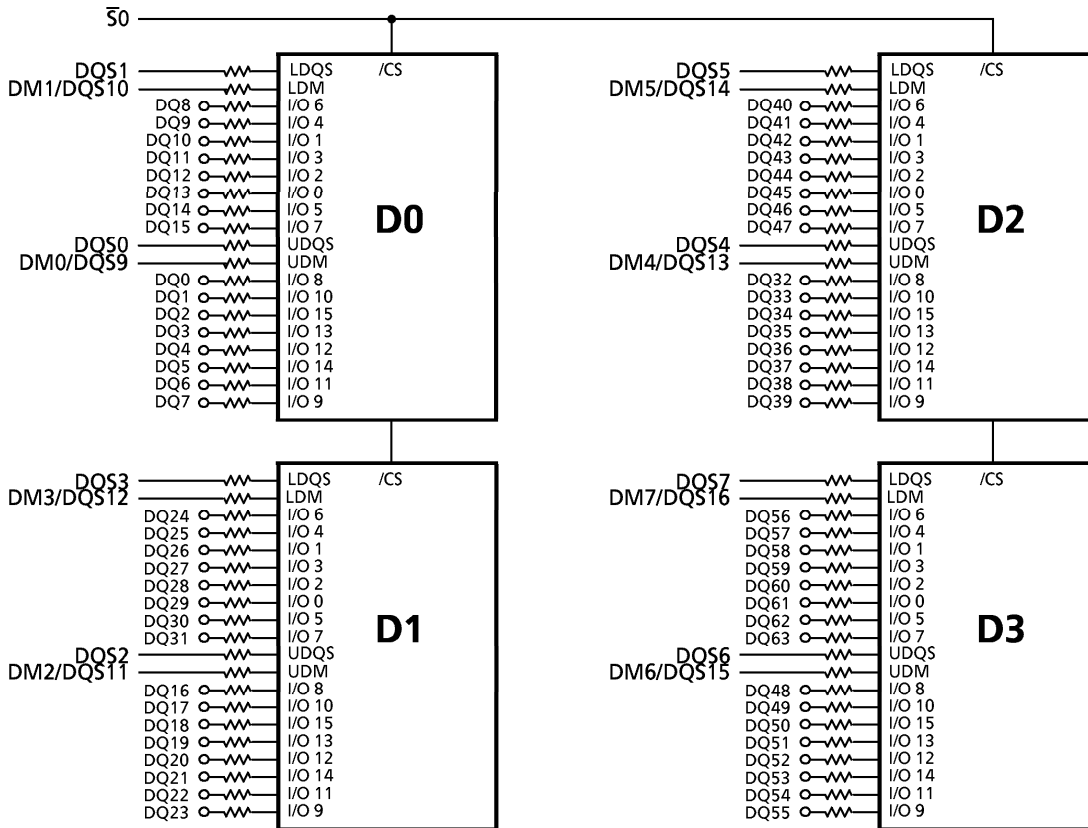 S̅0
DQS1 LDQS /CS
DM1/DQS10 LDM
DQ8 I/O 6
DQ9 I/O 4
DQ10 I/O 1
DQ11 I/O 3
DQ12 I/O 2
DQ13 I/O 0
DQ14 I/O 5
DQ15 I/O 7
D0
DQS0 UDQS
DM0/DQS9 UDM
DQ0 I/O 8
DQ1 I/O 10
DQ2 I/O 15
DQ3 I/O 13
DQ4 I/O 12
DQ5 I/O 14
DQ6 I/O 11
DQ7 I/O 9
DQS5 LDQS /CS
DM5/DQS14 LDM
DQ40 I/O 6
DQ41 I/O 4
DQ42 I/O 1
DQ43 I/O 3
DQ44 I/O 2
DQ45 I/O 0
DQ46 I/O 5
DQ47 I/O 7
D2
DQS4 UDQS
DM4/DQS13 UDM
DQ32 I/O 8
DQ33 I/O 10
DQ34 I/O 15
DQ35 I/O 13
DQ36 I/O 12
DQ37 I/O 14
DQ38 I/O 11
DQ39 I/O 9
DQS3 LDQS /CS
DM3/DQS12 LDM
DQ24 I/O 6
DQ25 I/O 4
DQ26 I/O 1
DQ27 I/O 3
DQ28 I/O 2
DQ29 I/O 0
DQ30 I/O 5
DQ31 I/O 7
D1
DQS2 UDQS
DM2/DQS11 UDM
DQ16 I/O 8
DQ17 I/O 10
DQ18 I/O 15
DQ19 I/O 13
DQ20 I/O 12
DQ21 I/O 14
DQ22 I/O 11
DQ23 I/O 9
DQS7 LDQS /CS
DM7/DQS16 LDM
DQ56 I/O 6
DQ57 I/O 4
DQ58 I/O 1
DQ59 I/O 3
DQ60 I/O 2
DQ61 I/O 0
DQ62 I/O 5
DQ63 I/O 7
D3
DQS6 UDQS
DM6/DQS15 UDM
DQ48 I/O 8
DQ49 I/O 10
DQ50 I/O 15
DQ51 I/O 13
DQ52 I/O 12
DQ53 I/O 14
DQ54 I/O 11
DQ55 I/O 9